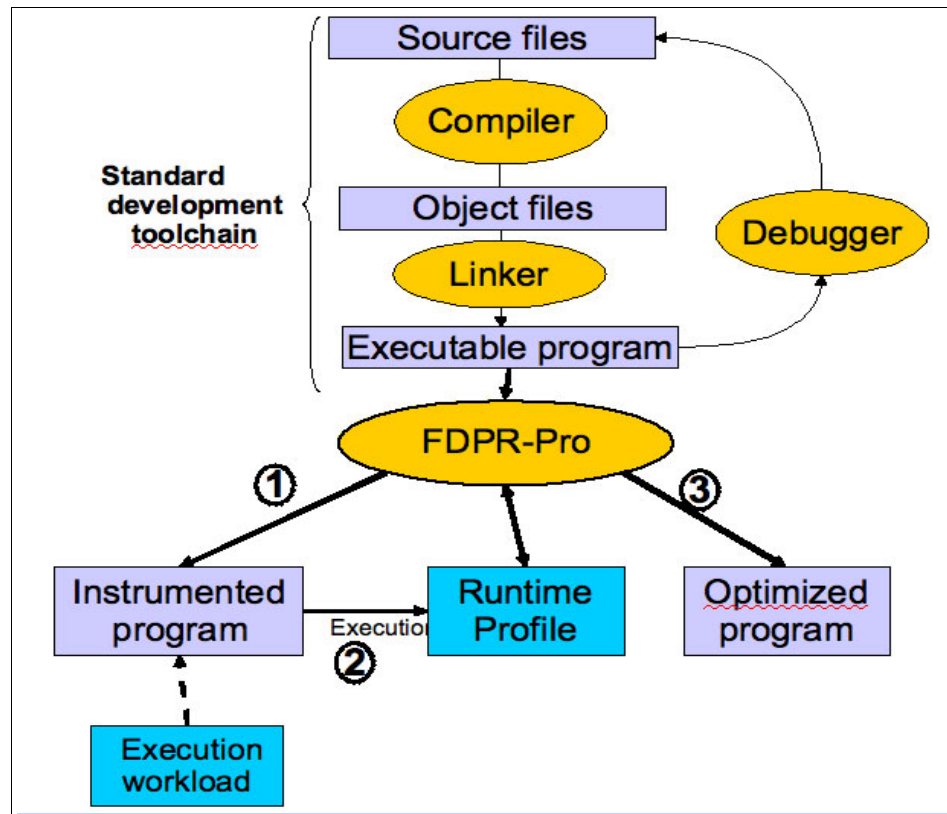 Source files
Compiler
Standard
development
toolchain
Object files
Debugger
Linker
Executable program
FDPR-Pro
1
3
Instrumented
program
Execution
2
Runtime
Profile
Optimized
program
Execution
workload